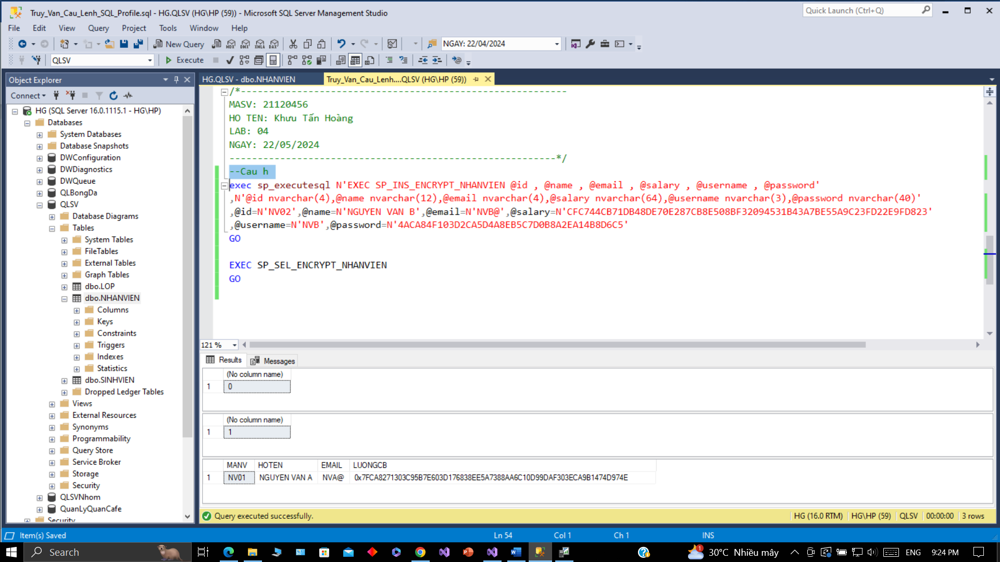 Truy_Van_Cau_Lenh_SQL_Profile.sql - HG.QLSV (HG\HP (59)) - Microsoft SQL Server Management Studio
Quick Launch (Ctrl+Q)
File Edit View Query Project Tools Window Help
New Query MDX DMX XMLA DAX NGAY: 22/04/2024
QLSV Execute
Object Explorer
HG.QLSV - dbo.NHANVIEN
Truy_Van_Cau_Lenh....QLSV (HG\HP (59))
Connect
HG (SQL Server 16.0.1115.1 - HG\HP)
Databases
System Databases
Database Snapshots
DWConfiguration
DWDiagnostics
DWQueue
QLBongDa
QLSV
Database Diagrams
Tables
System Tables
FileTables
External Tables
Graph Tables
dbo.LOP
dbo.NHANVIEN
Columns
Keys
Constraints
Triggers
Indexes
Statistics
dbo.SINHVIEN
Dropped Ledger Tables
Views
External Resources
Synonyms
Programmability
Query Store
Service Broker
Storage
Security
QLSVNhom
QuanLyQuanCafe
Security
/*----------------------------------------------------------
MASV: 21120456
HO TEN: Khưu Tấn Hoàng
LAB: 04
NGAY: 22/05/2024
----------------------------------------------------------*/
--Cau h
exec sp_executesql N'EXEC SP_INS_ENCRYPT_NHANVIEN @id , @name , @email , @salary , @username , @password'
,N'@id nvarchar(4),@name nvarchar(12),@email nvarchar(4),@salary nvarchar(64),@username nvarchar(3),@password nvarchar(40)'
,@id=N'NV02',@name=N'NGUYEN VAN B',@email=N'NVB@',@salary=N'CFC744CB71DB48DE70E287CB8E508BF32094531B43A7BE55A9C23FD22E9FD823'
,@username=N'NVB',@password=N'4ACA84F103D2CA5D4A8EB5C7D0B8A2EA14B8D6C5'
GO
EXEC SP_SEL_ENCRYPT_NHANVIEN
GO
121 %
Results Messages
(No column name)
1 0
(No column name)
1 1
MANV HOTEN EMAIL LUONGCB
1 NV01 NGUYEN VAN A NVA@ 0x7FCA8271303C95B7E603D176838EE5A7388AA6C10D99DAF303ECA9B1474D974E
Query executed successfully.
HG (16.0 RTM) HG\HP (59) QLSV 00:00:00 3 rows
Item(s) Saved Ln 54 Col 1 Ch 1 INS
Search 1 30°C Nhiều mây ENG 9:24 PM